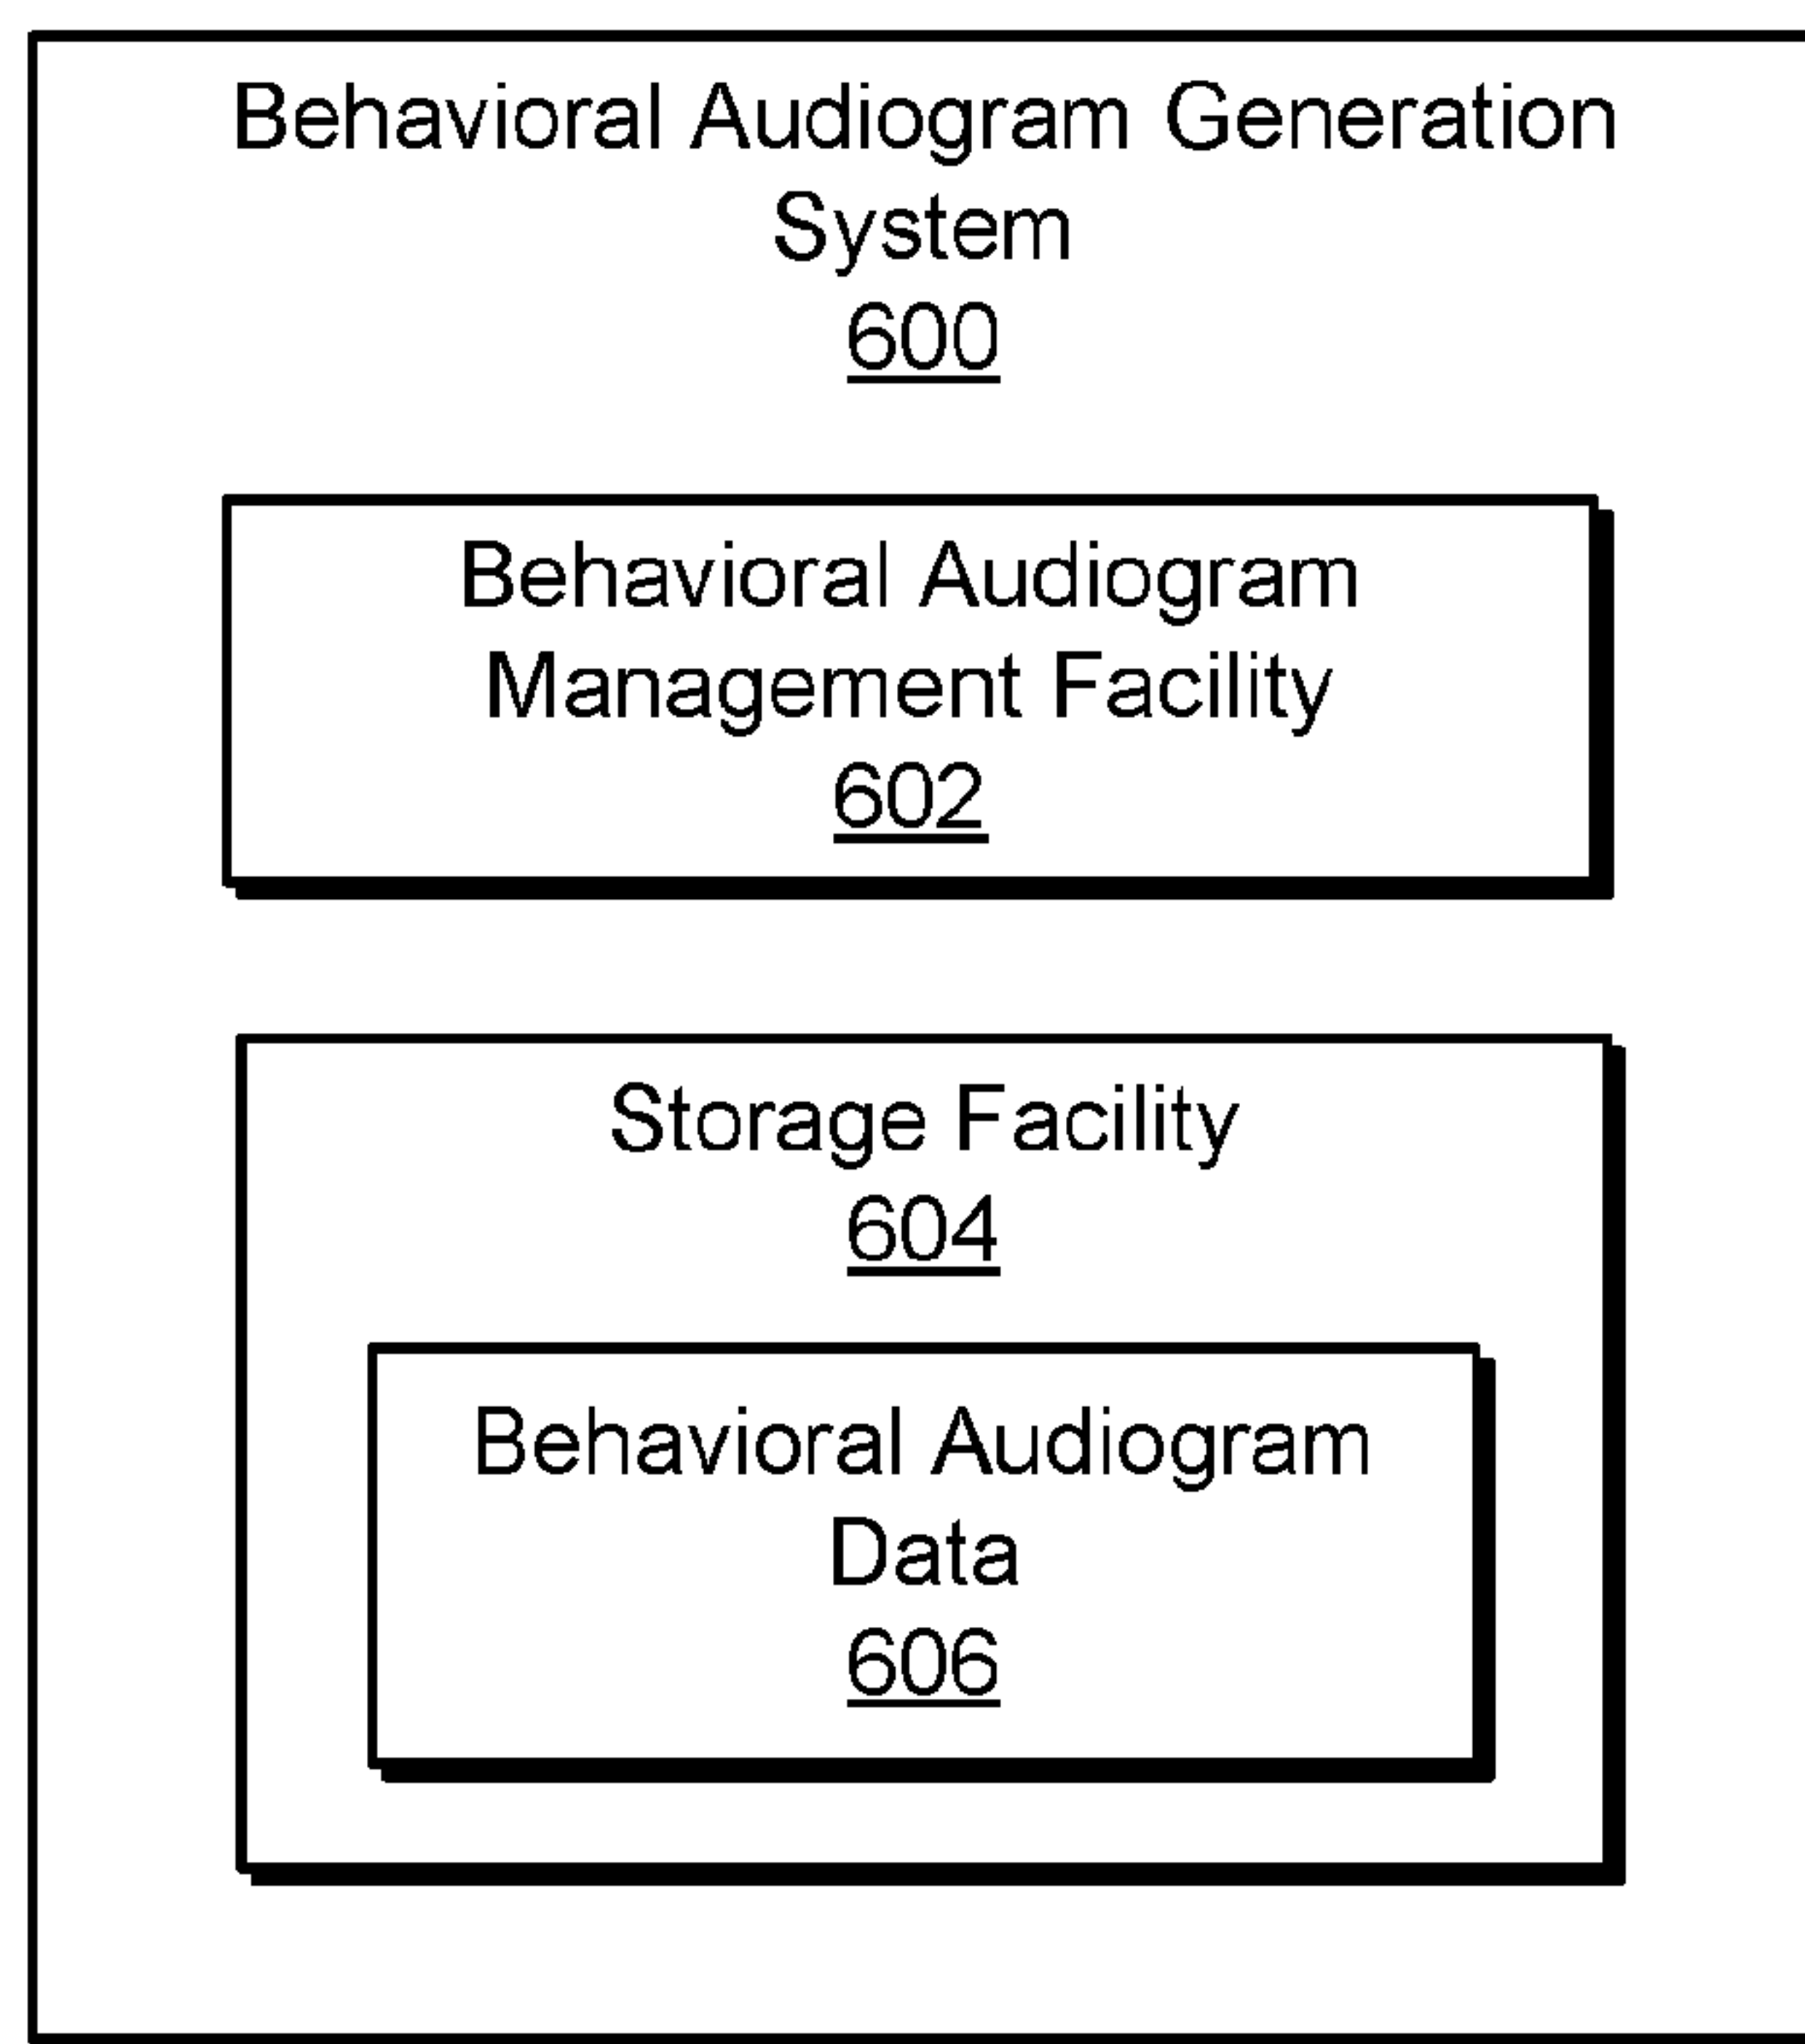 Behavioral Audiogram Generation
System
600
Behavioral Audiogram
Management Facility
602
Storage Facility
604
Behavioral Audiogram
Data
606